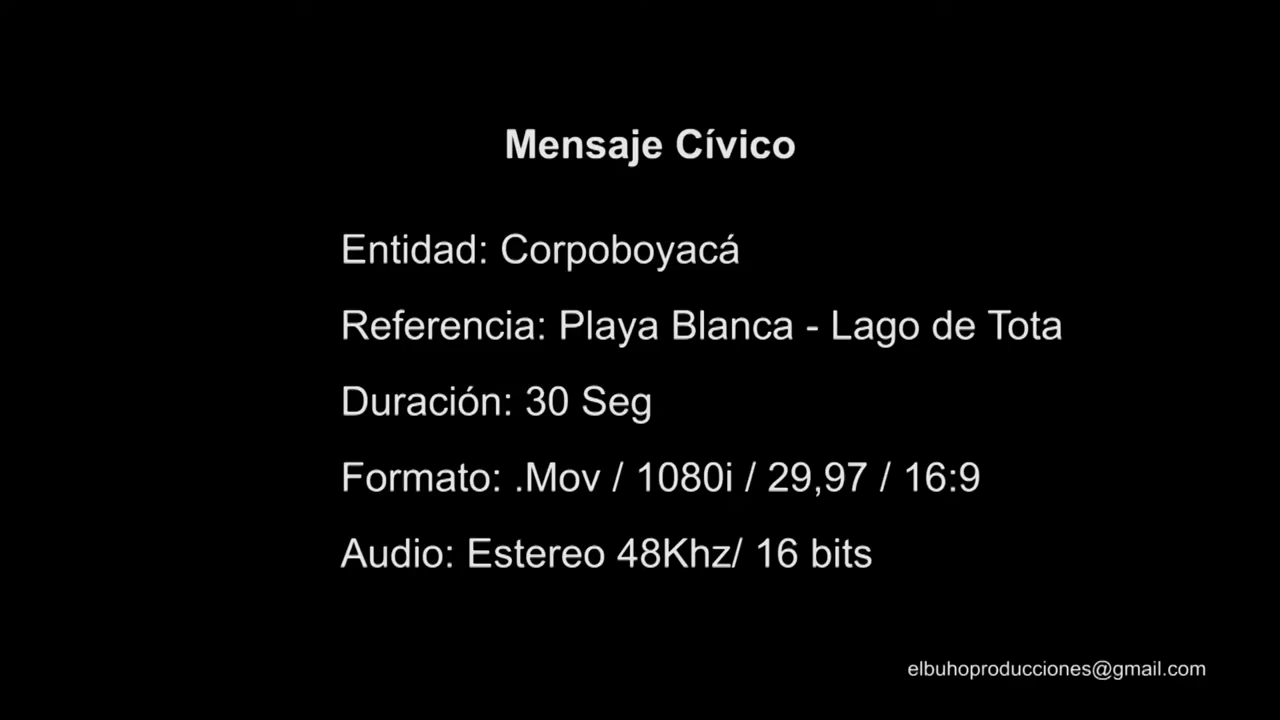 Mensaje Cívico
Entidad: Corpoboyacá
Referencia: Playa Blanca - Lago de Tota
Duración: 30 Seg
Formato: .Mov / 1080i / 29,97 / 16:9
Audio: Estereo 48Khz/ 16 bits
elbuhoproducciones@gmail.com